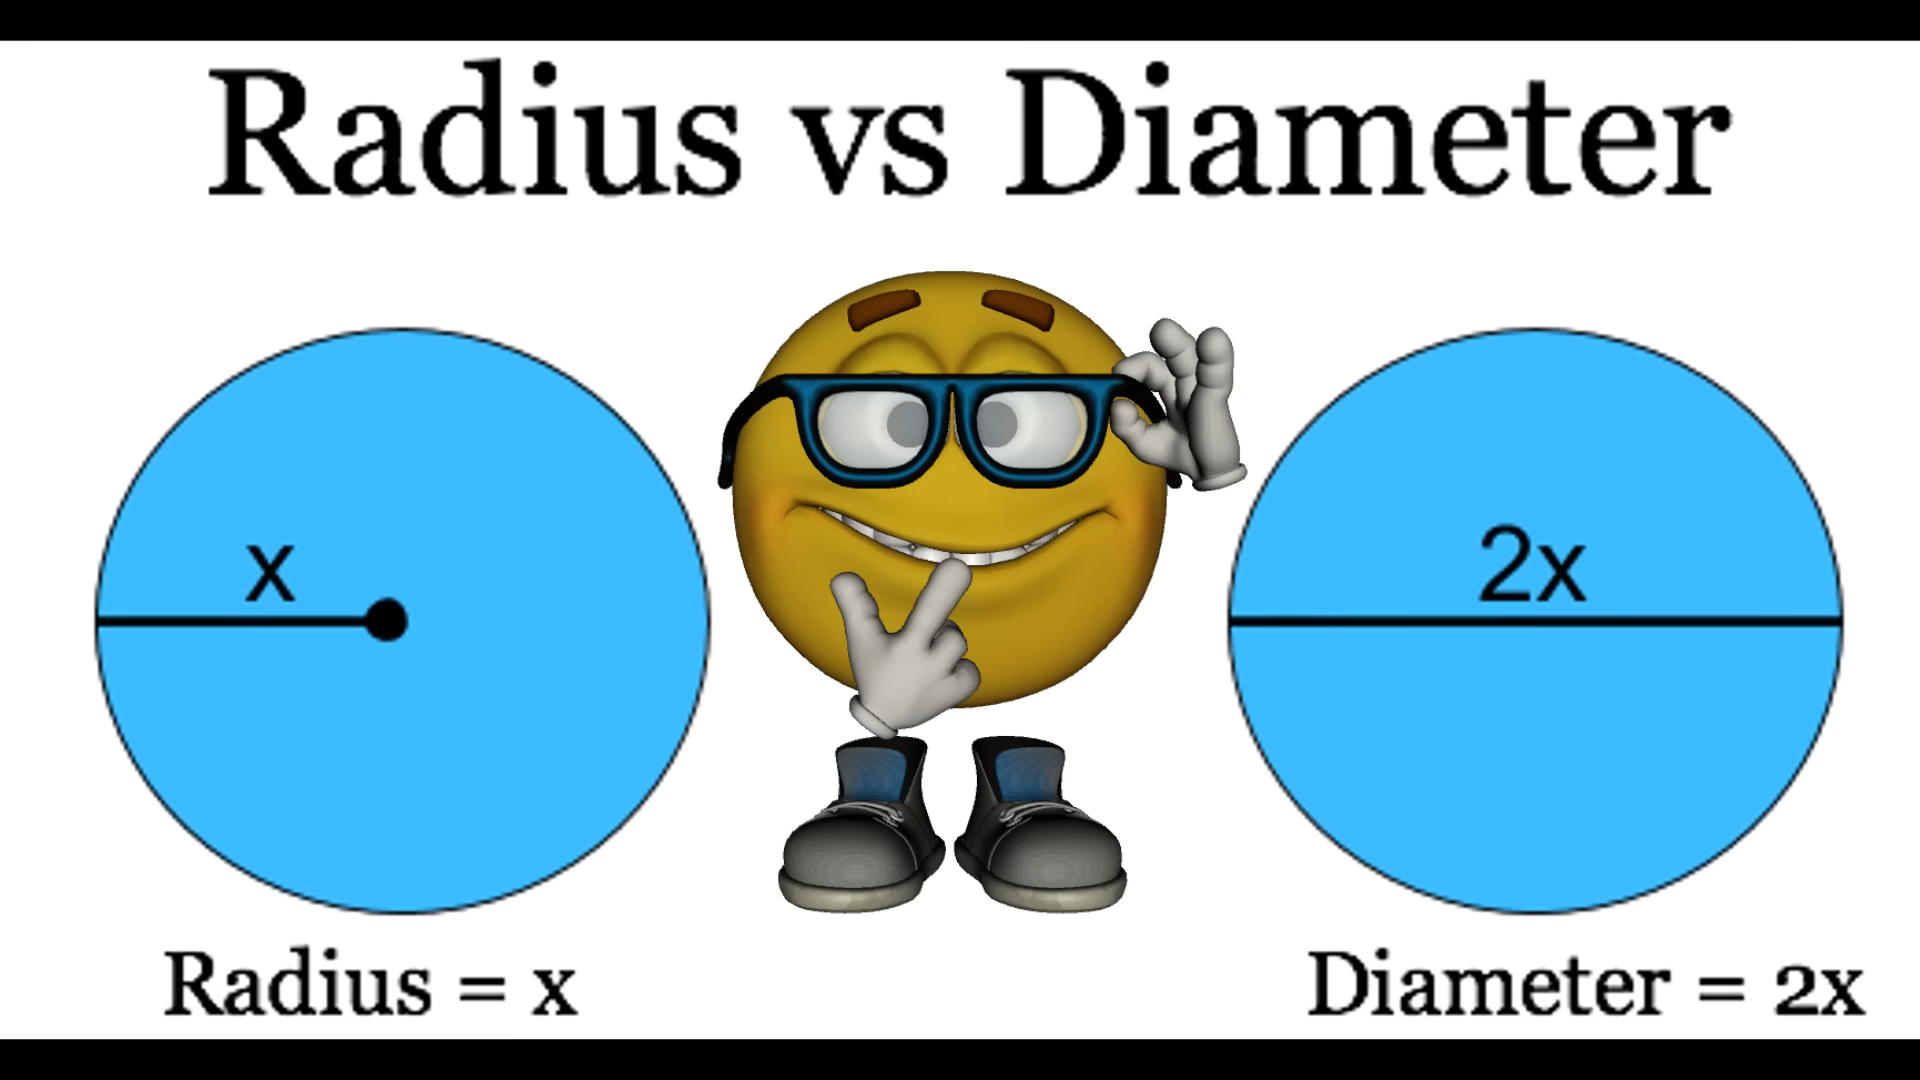 Radius vs Diameter
x
2x
Radius = x
Diameter = 2x